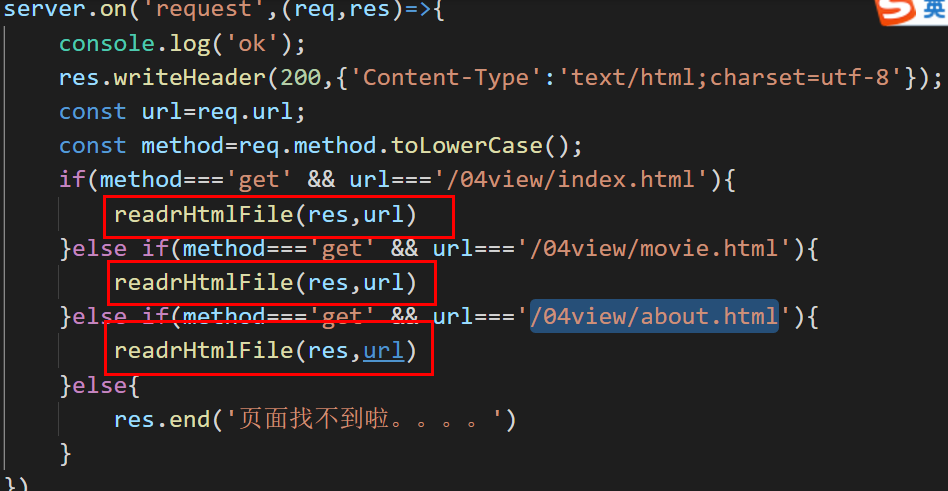 server.on('request',(req,res)=>{
英
console.log('ok');
res.writeHeader(200,{'Content-Type':'text/html;charset=utf-8'});
const url=req.url;
const method=req.method.toLowerCase();
if(method==='get' && url==='/04view/index.html'){
readrHtmlFile(res,url)
}else if(method==='get' && url==='/04view/movie.html'){
readrHtmlFile(res,url)
}else if(method==='get' && url==='/04view/about.html'){
readrHtmlFile(res,url)
}else{
res.end('页面找不到啦。。。。')
}
})